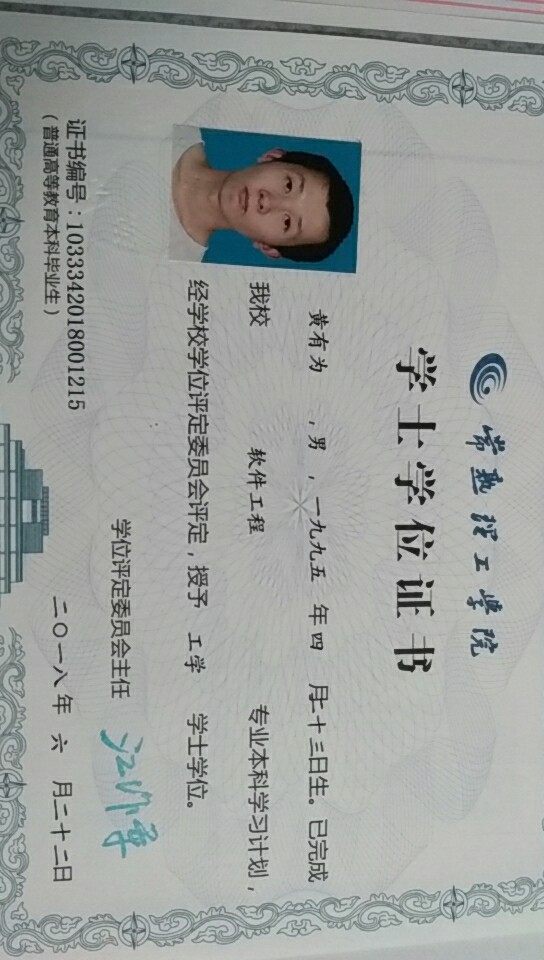 常熟理工学院
学士学位证书
黄有为 ，男，一九九五 年 四 月二十三日生。已完成
我校 软件工程 专业本科学习计划，
经学校学位评定委员会评定，授予 工学 学士学位。
学位评定委员会主任
证书编号：1033342018001215
二〇一八年 六 月二十二日
（普通高等教育本科毕业生）